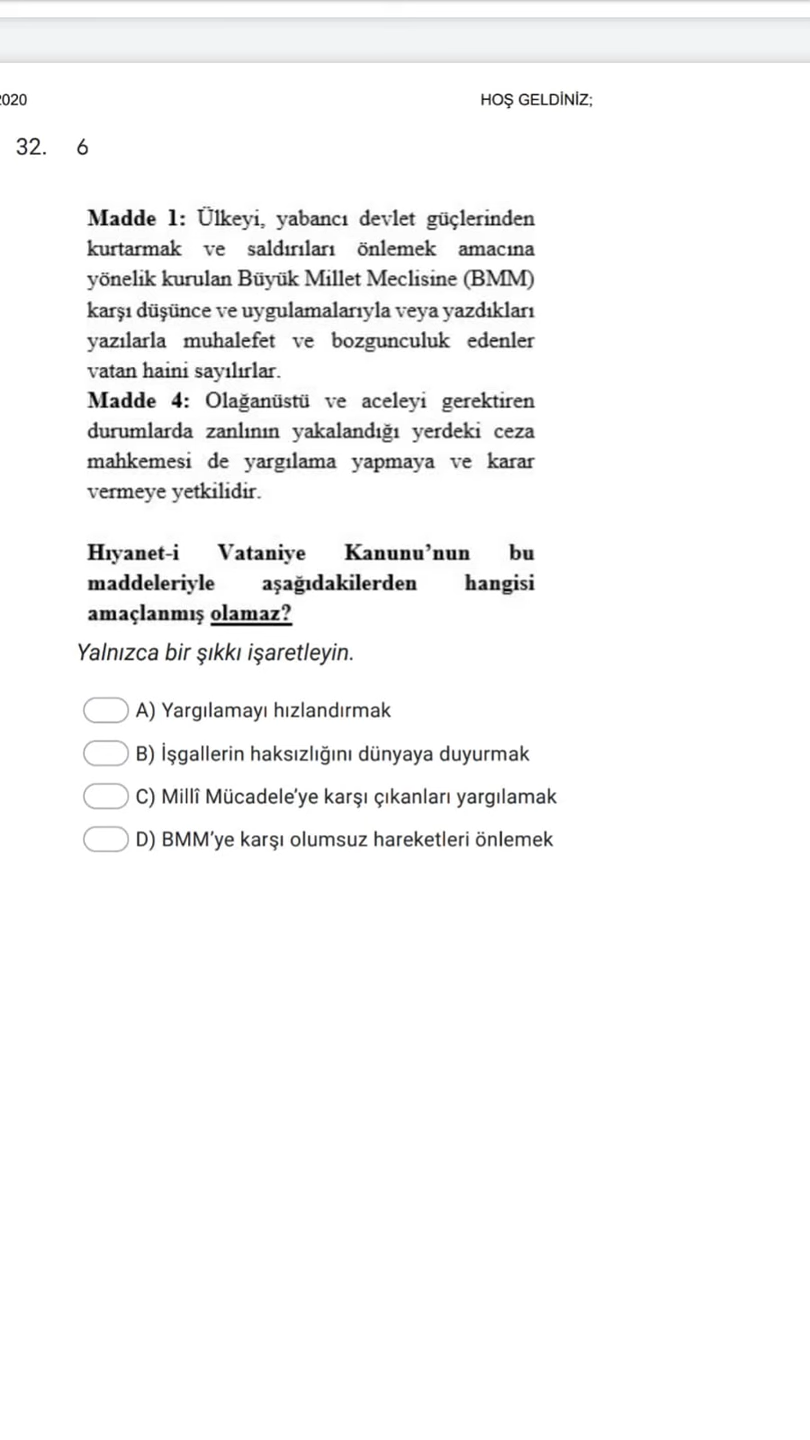 2020
HOŞ GELDİNİZ;
32. 6
Madde 1: Ülkeyi, yabancı devlet güçlerinden
kurtarmak ve saldırıları önlemek amacına
yönelik kurulan Büyük Millet Meclisine (BMM)
karşı düşünce ve uygulamalarıyla veya yazdıkları
yazılarla muhalefet ve bozgunculuk edenler
vatan haini sayılırlar.
Madde 4: Olağanüstü ve aceleyi gerektiren
durumlarda zanlının yakalandığı yerdeki ceza
mahkemesi de yargılama yapmaya ve karar
vermeye yetkilidir.
Hıyanet-i Vataniye Kanunu’nun bu
maddeleriyle aşağıdakilerden hangisi
amaçlanmış olamaz?
Yalnızca bir şıkkı işaretleyin.
A) Yargılamayı hızlandırmak
B) İşgallerin haksızlığını dünyaya duyurmak
C) Millî Mücadele’ye karşı çıkanları yargılamak
D) BMM’ye karşı olumsuz hareketleri önlemek